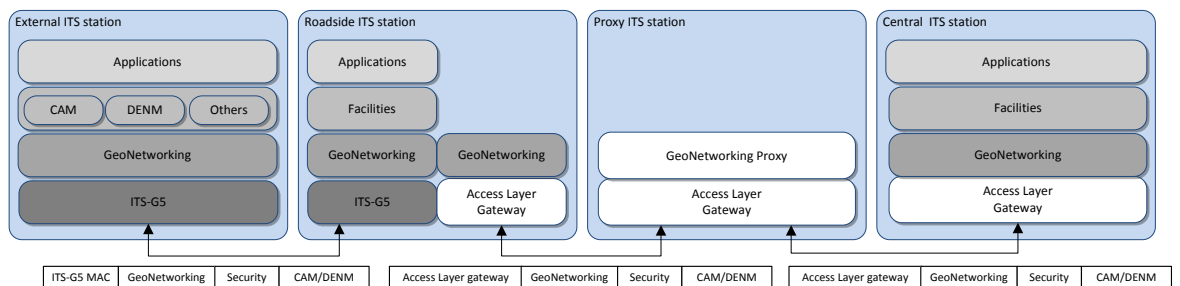 External ITS station
Applications
CAM DENM Others
GeoNetworking
ITS-G5
Roadside ITS station
Applications
Facilities
GeoNetworking GeoNetworking
ITS-G5
Access Layer
Gateway
Proxy ITS station
GeoNetworking Proxy
Access Layer
Gateway
Central ITS station
Applications
Facilities
GeoNetworking
Access Layer
Gateway
ITS-G5 MAC GeoNetworking Security CAM/DENM
Access Layer gateway GeoNetworking Security CAM/DENM
Access Layer gateway GeoNetworking Security CAM/DENM